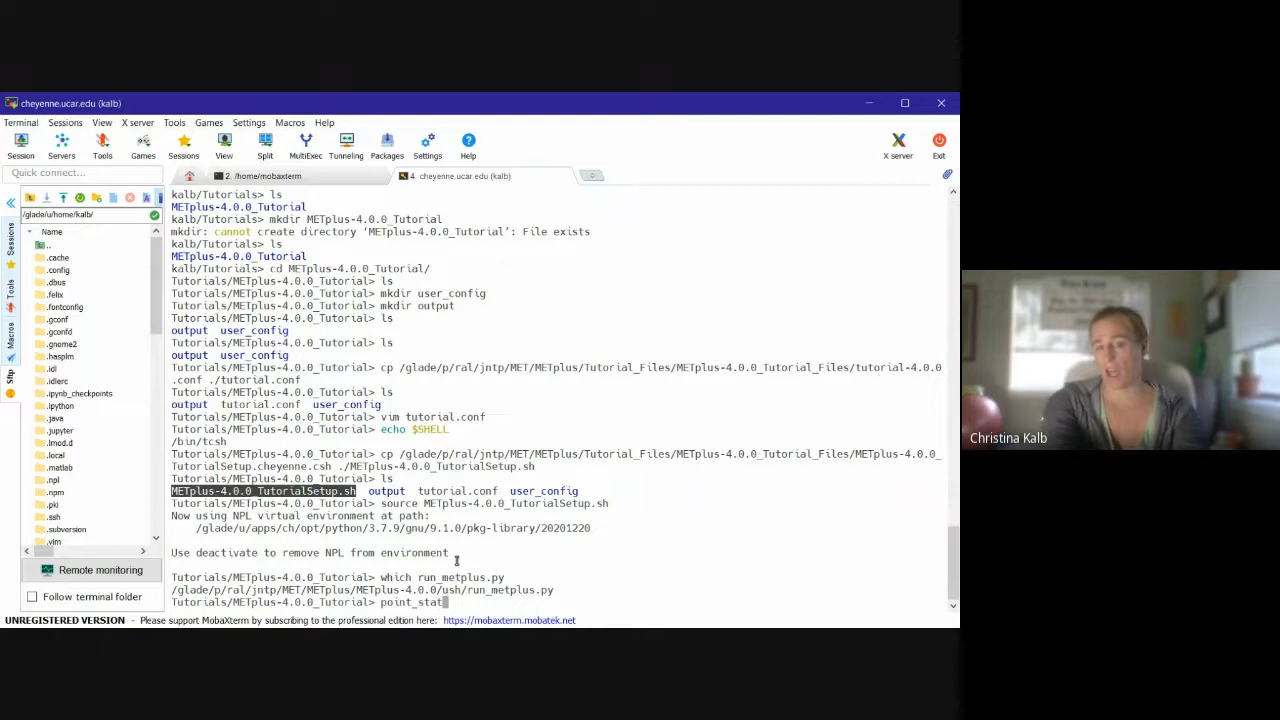 cheyenne.ucar.edu (kalb)
Terminal Sessions View X server Tools Games Settings Macros Help
Session Servers Tools Games Sessions View Split MultiExec Tunneling Packages Settings Help X server Exit
Quick connect...
2. /home/mobaxterm
4. cheyenne.ucar.edu (kalb)
/glade/u/home/kalb/
Name
..
.cache
.config
.dbus
.felix
.fontconfig
.gconf
.gconfd
.gnome2
.hasplm
.idl
.idlerc
.ipynb_checkpoints
.ipython
.java
.jupyter
.lmod.d
.local
.matlab
.npl
.npm
.pki
.ssh
.subversion
.vim
Sessions
Tools
Macros
Sftp
Remote monitoring
Follow terminal folder
kalb/Tutorials> ls
METplus-4.0.0_Tutorial
kalb/Tutorials> mkdir METplus-4.0.0_Tutorial
mkdir: cannot create directory ‘METplus-4.0.0_Tutorial’: File exists
kalb/Tutorials> ls
METplus-4.0.0_Tutorial
kalb/Tutorials> cd METplus-4.0.0_Tutorial/
Tutorials/METplus-4.0.0_Tutorial> ls
Tutorials/METplus-4.0.0_Tutorial> mkdir user_config
Tutorials/METplus-4.0.0_Tutorial> mkdir output
Tutorials/METplus-4.0.0_Tutorial> ls
output user_config
Tutorials/METplus-4.0.0_Tutorial> ls
output user_config
Tutorials/METplus-4.0.0_Tutorial> cp /glade/p/ral/jntp/MET/METplus/Tutorial_Files/METplus-4.0.0_Tutorial_Files/tutorial-4.0.0
.conf ./tutorial.conf
Tutorials/METplus-4.0.0_Tutorial> ls
output tutorial.conf user_config
Tutorials/METplus-4.0.0_Tutorial> vim tutorial.conf
Tutorials/METplus-4.0.0_Tutorial> echo $SHELL
/bin/tcsh
Tutorials/METplus-4.0.0_Tutorial> cp /glade/p/ral/jntp/MET/METplus/Tutorial_Files/METplus-4.0.0_Tutorial_Files/METplus-4.0.0_
TutorialSetup.cheyenne.csh ./METplus-4.0.0_TutorialSetup.sh
Tutorials/METplus-4.0.0_Tutorial> ls
METplus-4.0.0_TutorialSetup.sh output tutorial.conf user_config
Tutorials/METplus-4.0.0_Tutorial> source METplus-4.0.0_TutorialSetup.sh
Now using NPL virtual environment at path:
/glade/u/apps/ch/opt/python/3.7.9/gnu/9.1.0/pkg-library/20201220
Use deactivate to remove NPL from environment
Tutorials/METplus-4.0.0_Tutorial> which run_metplus.py
/glade/p/ral/jntp/MET/METplus/METplus-4.0.0/ush/run_metplus.py
Tutorials/METplus-4.0.0_Tutorial> point_stat
UNREGISTERED VERSION - Please support MobaXterm by subscribing to the professional edition here: https://mobaxterm.mobatek.net
Christina Kalb